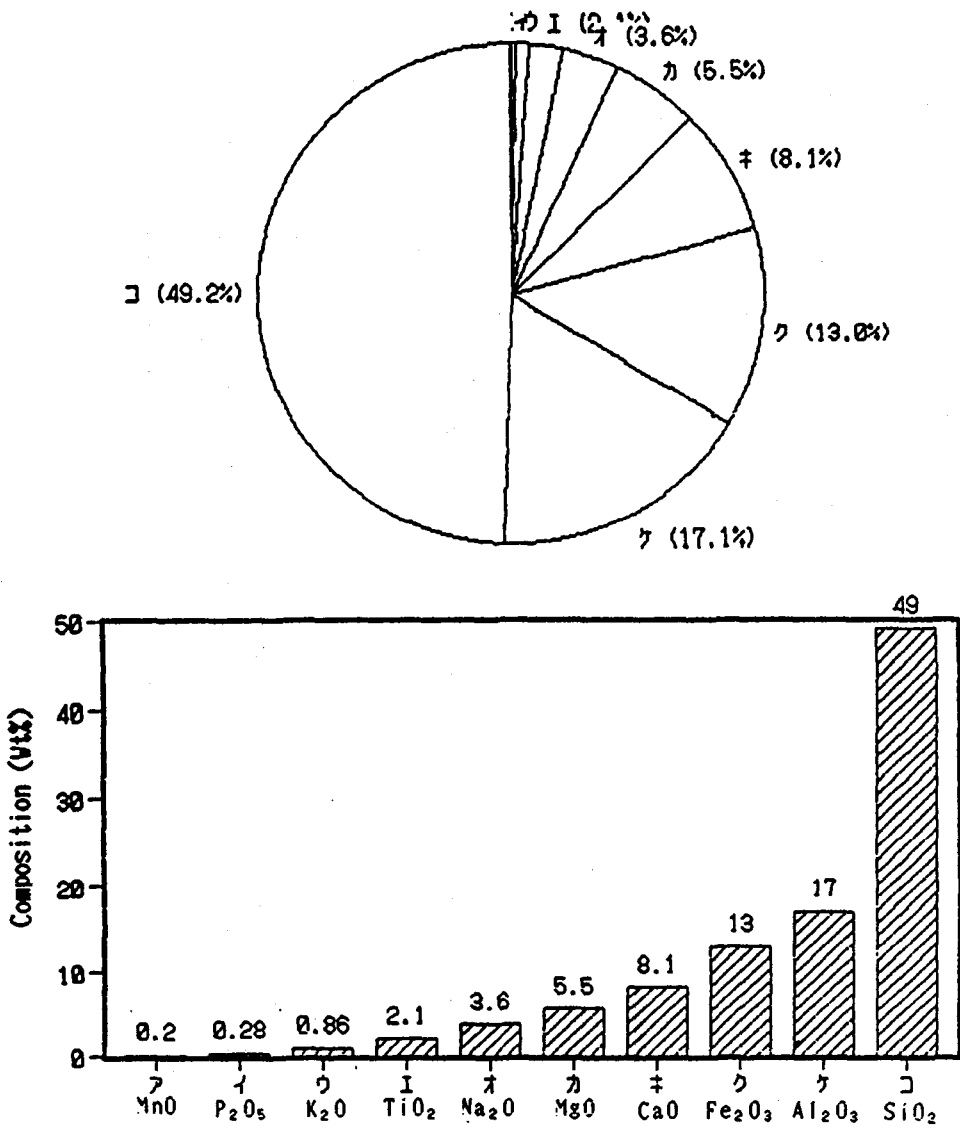 エ
オ (3.6%)
カ (5.5%)
キ (8.1%)
コ (49.2%)
ク (13.0%)
ケ (17.1%)
49
50
40
30
20
10
0
Composition (Wt%)
0.2 0.28 0.86 2.1 3.6 5.5 8.1 13 17
ア イ ウ エ オ カ キ ク ケ コ
MnO P₂O₅ K₂O TiO₂ Na₂O MgO CaO Fe₂O₃ Al₂O₃ SiO₂